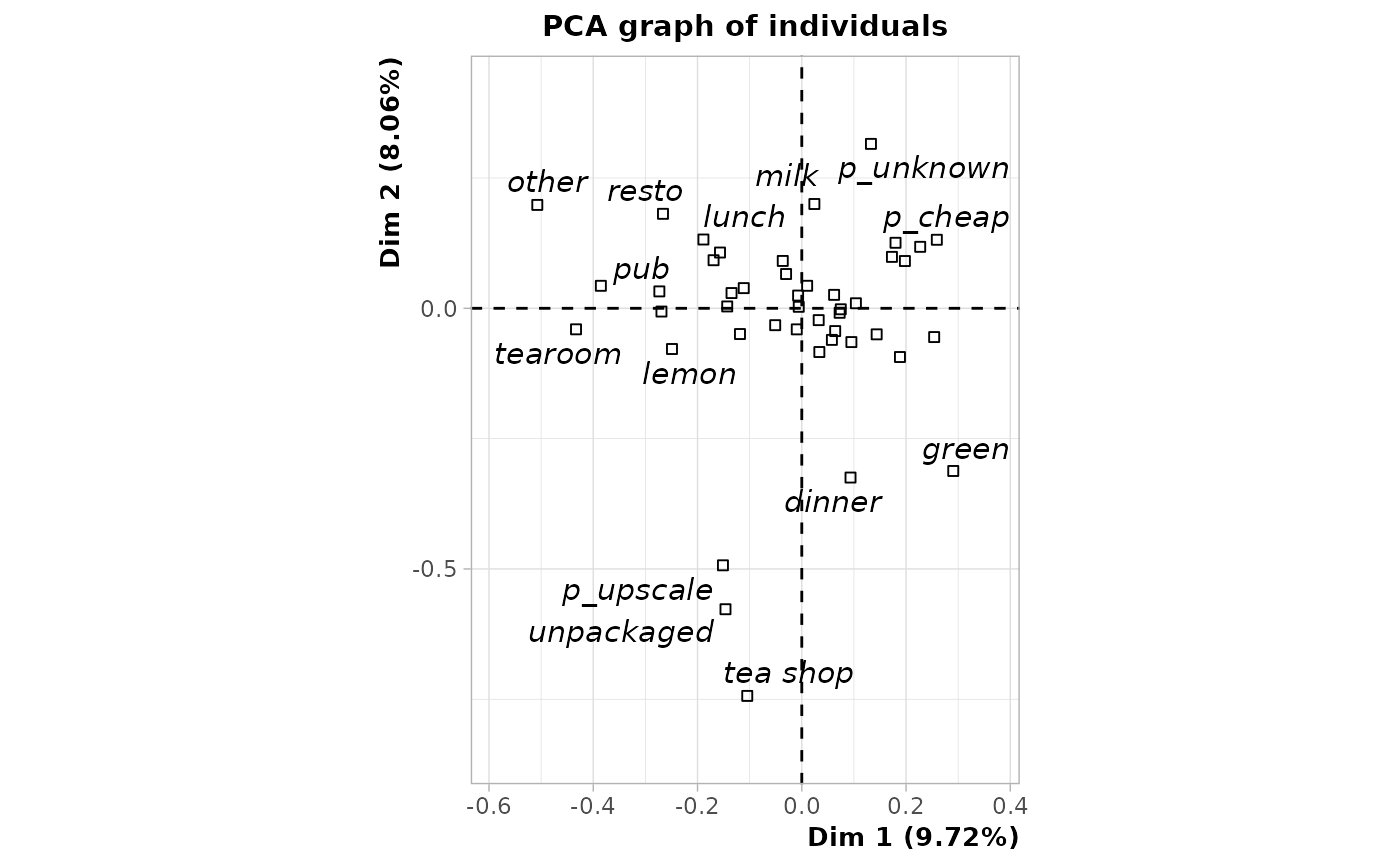 PCA graph of individuals
Dim 2 (8.06%)
other
resto
milk
p_unknown
lunch
p_cheap
pub
0.0
tearoom
lemon
green
dinner
-0.5
p_upscale
unpackaged
tea shop
-0.6
-0.4
-0.2
0.0
0.2
0.4
Dim 1 (9.72%)